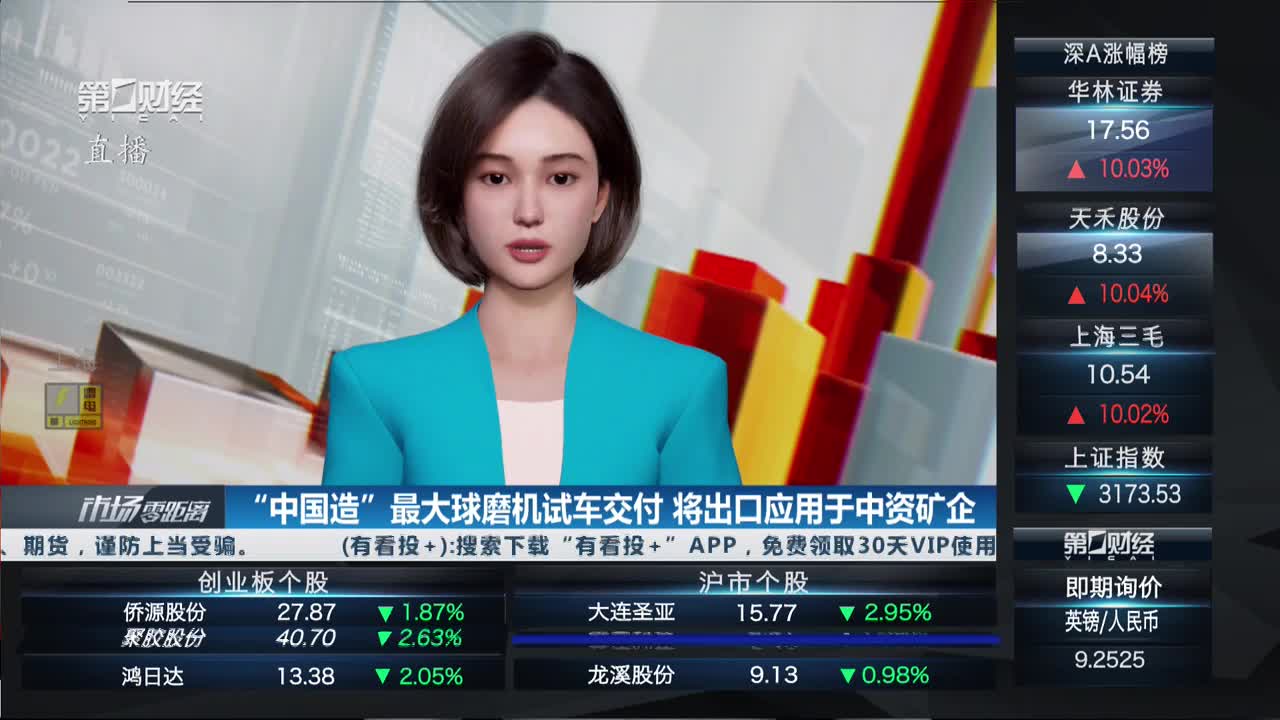 第一财经
YICAI
直播
0022
雷电
LIGHTNING
市场零距离
“中国造”最大球磨机试车交付 将出口应用于中资矿企
、期货，谨防上当受骗。 (有看投+):搜索下载“有看投+”APP，免费领取30天VIP使用
创业板个股
侨源股份 27.87 ▼ 1.87%
聚胶股份 40.70 ▼ 2.63%
鸿日达 13.38 ▼ 2.05%
沪市个股
大连圣亚 15.77 ▼ 2.95%
龙溪股份 9.13 ▼ 0.98%
深A涨幅榜
华林证券
17.56
▲ 10.03%
天禾股份
8.33
▲ 10.04%
上海三毛
10.54
▲ 10.02%
上证指数
▼ 3173.53
第一财经
YICAI
即期询价
英镑/人民币
9.2525